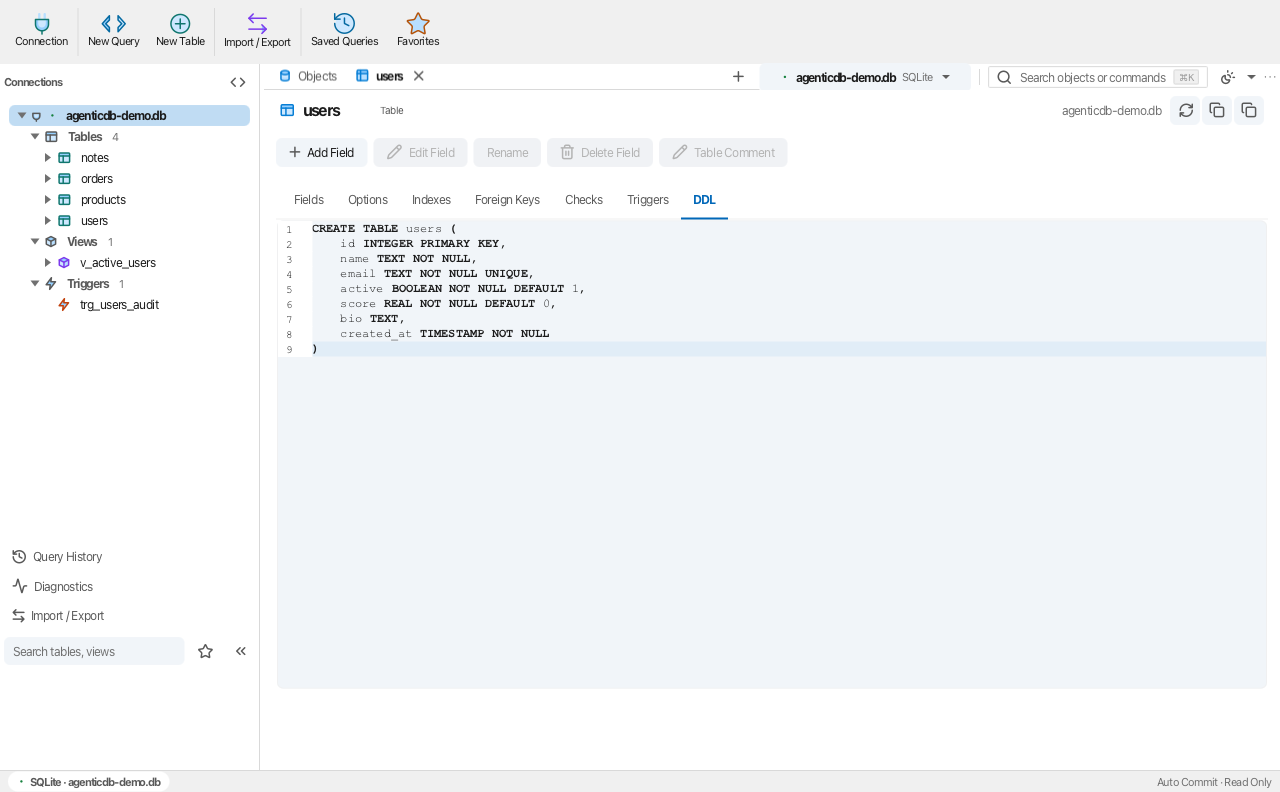 Connection
New Query
New Table
Import / Export
Saved Queries
Favorites
Connections
Objects
users
agenticdb-demo.db SQLite
Search objects or commands ⌘K
agenticdb-demo.db
Tables 4
notes
orders
products
users
Views 1
v_active_users
Triggers 1
trg_users_audit
Query History
Diagnostics
Import / Export
Search tables, views
users Table
agenticdb-demo.db
Add Field
Edit Field
Rename
Delete Field
Table Comment
Fields
Options
Indexes
Foreign Keys
Checks
Triggers
DDL
1 CREATE TABLE users (
2 id INTEGER PRIMARY KEY,
3 name TEXT NOT NULL,
4 email TEXT NOT NULL UNIQUE,
5 active BOOLEAN NOT NULL DEFAULT 1,
6 score REAL NOT NULL DEFAULT 0,
7 bio TEXT,
8 created_at TIMESTAMP NOT NULL
9 )
SQLite · agenticdb-demo.db
Auto Commit · Read Only